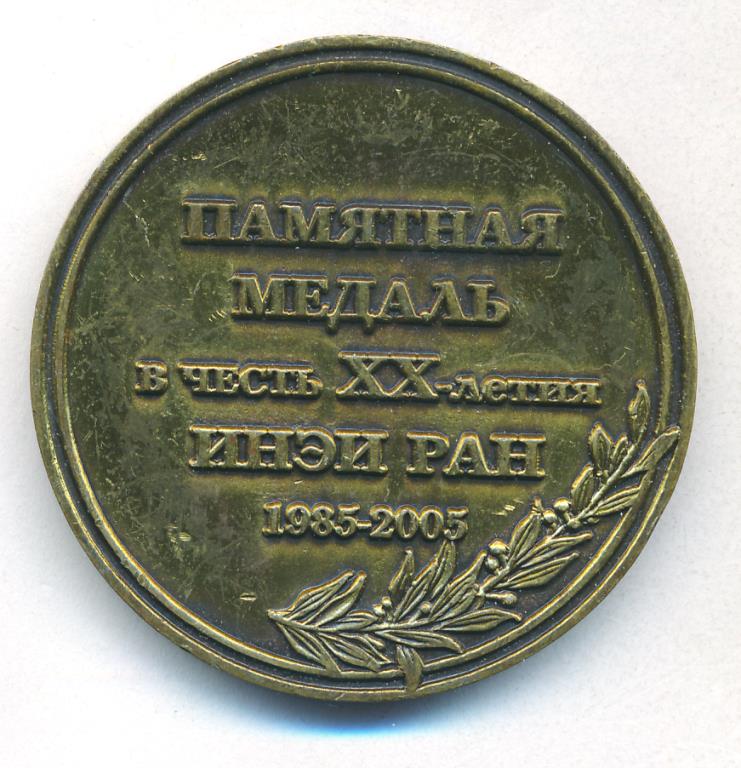 ПАМЯТНАЯ
МЕДАЛЬ
В ЧЕСТЬ XX-летия
ИНЭИ РАН
1985-2005